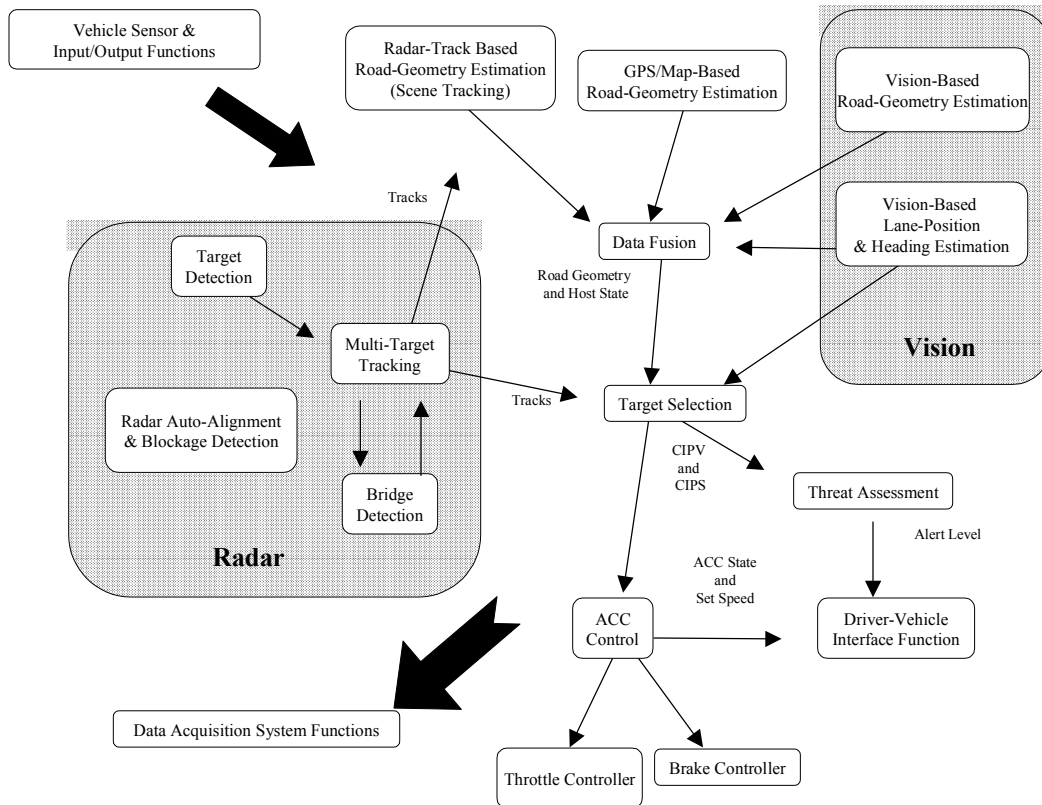 Vehicle Sensor &
Input/Output Functions
Radar-Track Based
Road-Geometry Estimation
(Scene Tracking)
GPS/Map-Based
Road-Geometry Estimation
Vision-Based
Road-Geometry Estimation
Tracks
Vision-Based
Lane-Position
& Heading Estimation
Data Fusion
Target
Detection
Road Geometry
and Host State
Multi-Target
Tracking
Vision
Tracks
Target Selection
Radar Auto-Alignment
& Blockage Detection
CIPV
and
CIPS
Threat Assessment
Bridge
Detection
Radar
Alert Level
ACC State
and
Set Speed
ACC
Control
Driver-Vehicle
Interface Function
Data Acquisition System Functions
Throttle Controller
Brake Controller